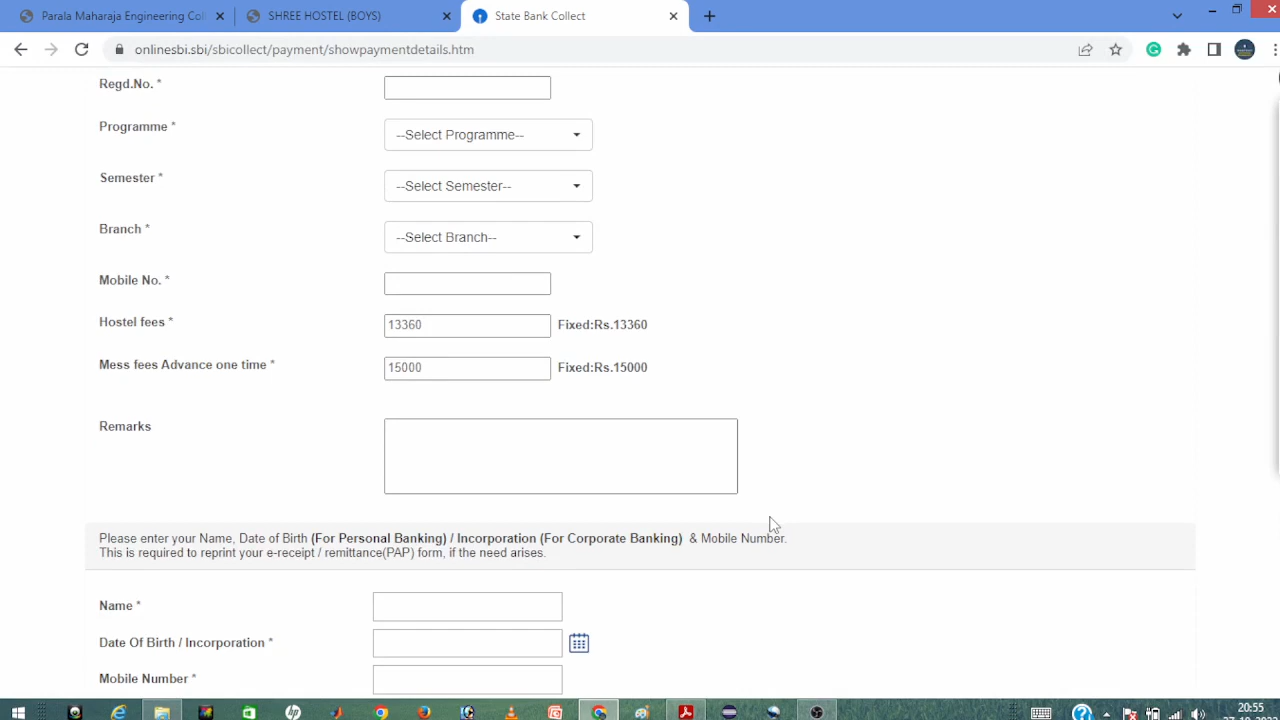 Parala Maharaja Engineering Coll
SHREE HOSTEL (BOYS)
State Bank Collect
onlinesbi.sbi/sbicollect/payment/showpaymentdetails.htm
Regd.No. *
Programme *
--Select Programme--
Semester *
--Select Semester--
Branch *
--Select Branch--
Mobile No. *
Hostel fees *
13360
Fixed:Rs.13360
Mess fees Advance one time *
15000
Fixed:Rs.15000
Remarks
Please enter your Name, Date of Birth (For Personal Banking) / Incorporation (For Corporate Banking) & Mobile Number.
This is required to reprint your e-receipt / remittance(PAP) form, if the need arises.
Name *
Date Of Birth / Incorporation *
Mobile Number *
20:55